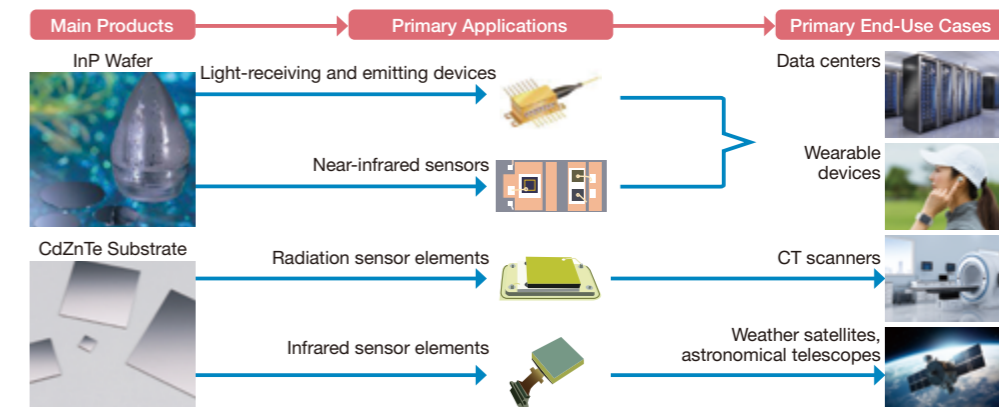 Main Products
Primary Applications
Primary End-Use Cases
InP Wafer
Light-receiving and emitting devices
Data centers
Near-infrared sensors
Wearable
devices
CdZnTe Substrate
Radiation sensor elements
CT scanners
Infrared sensor elements
Weather satellites,
astronomical telescopes